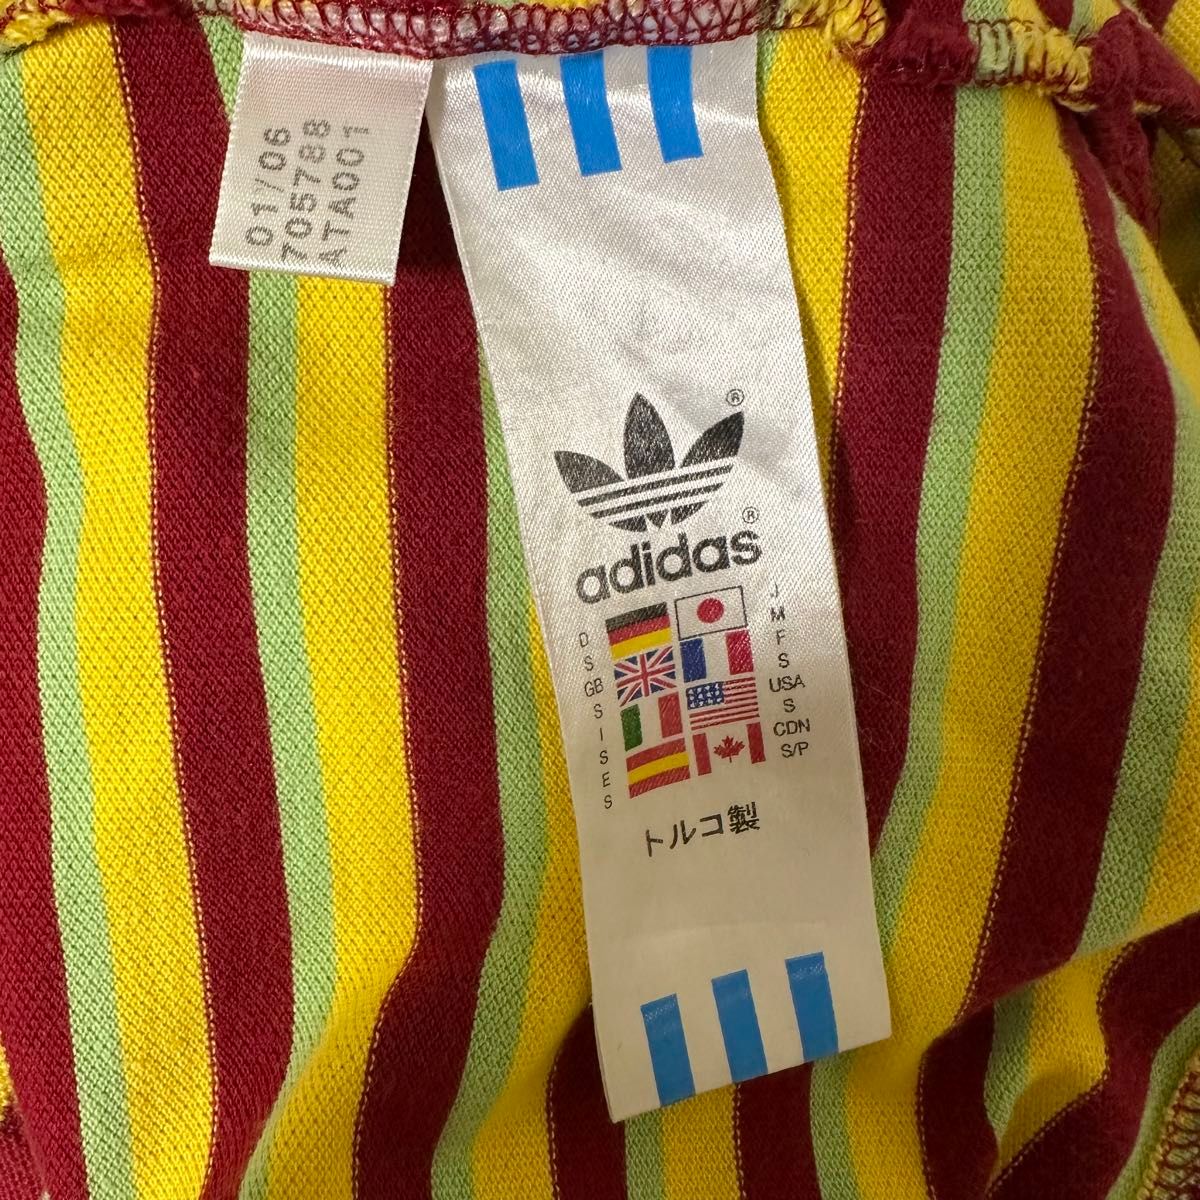 01/06
705788
ATA001
®
®
adidas
D
S
GB
S
I
S
E
S
J
M
F
S
USA
S
CDN
S/P
トルコ製